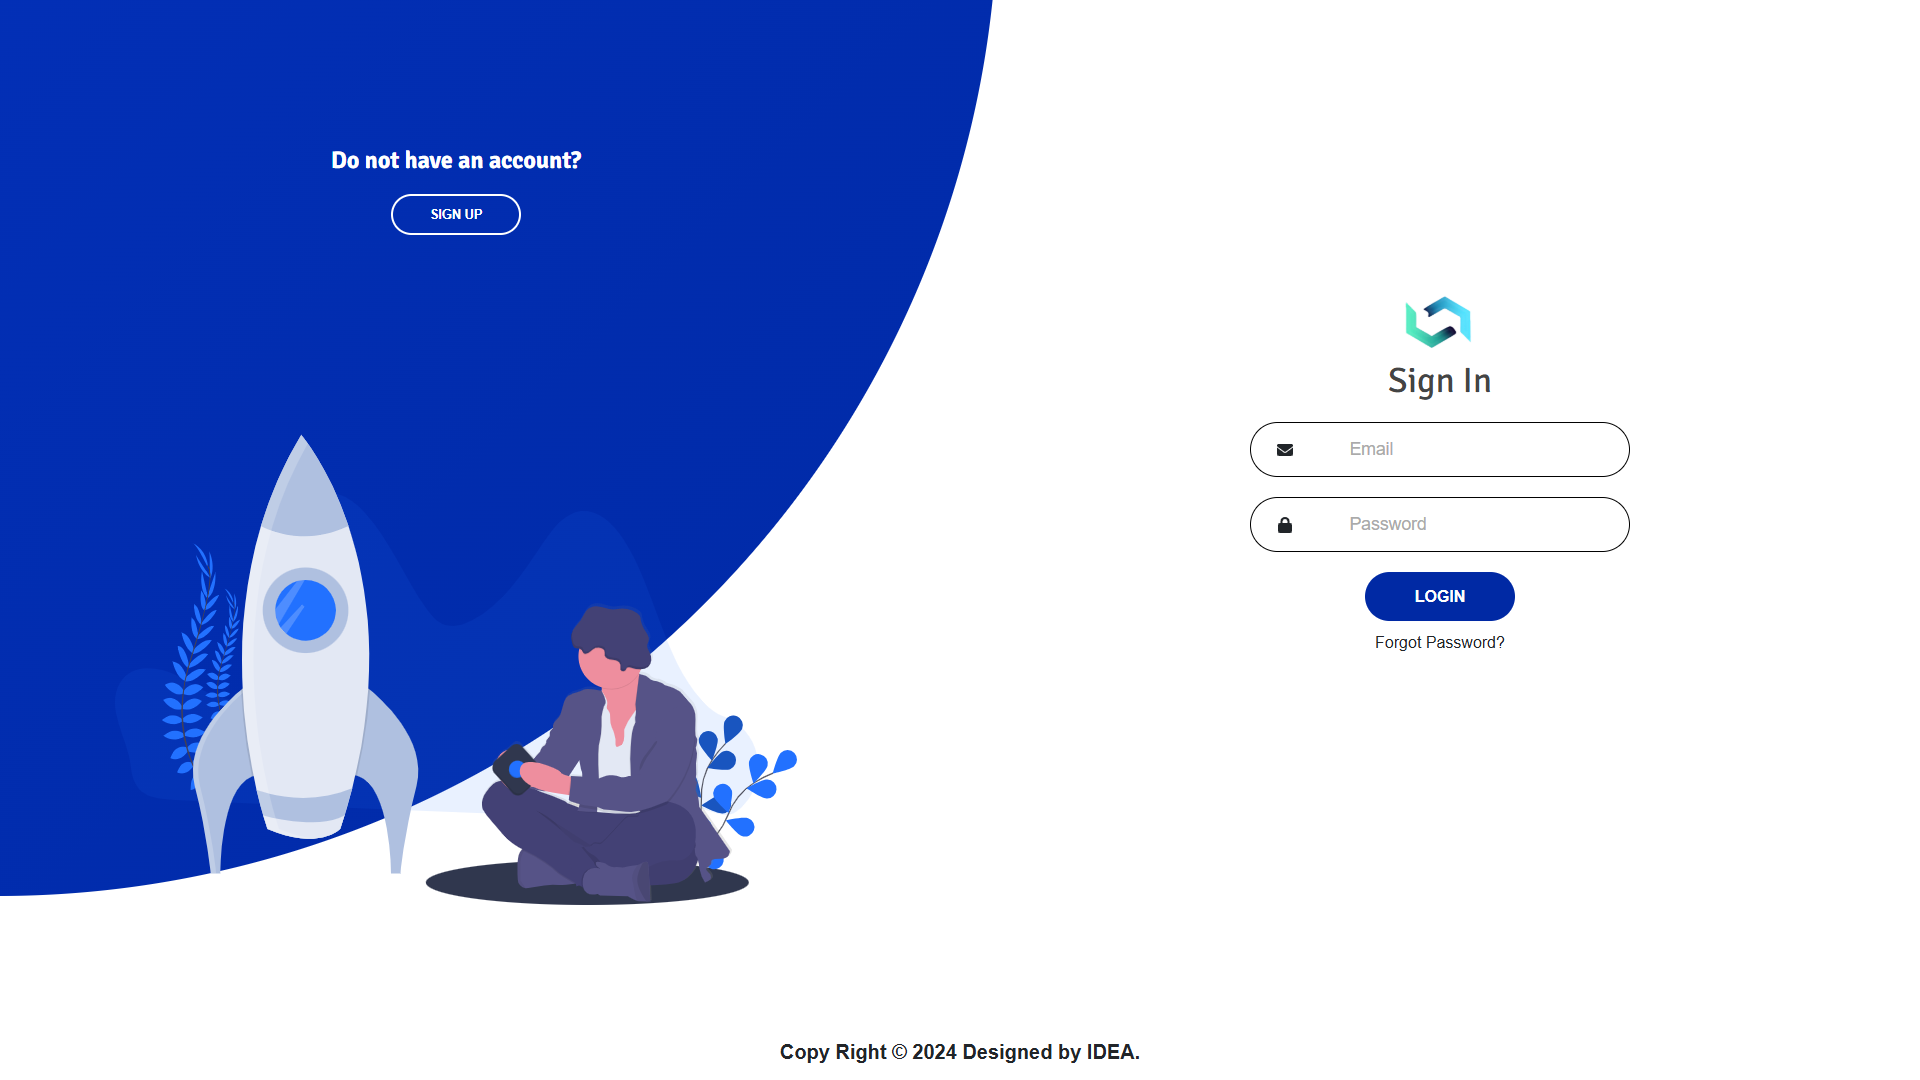 Do not have an account?
SIGN UP
Sign In
Email
Password
LOGIN
Forgot Password?
Copy Right © 2024 Designed by IDEA.